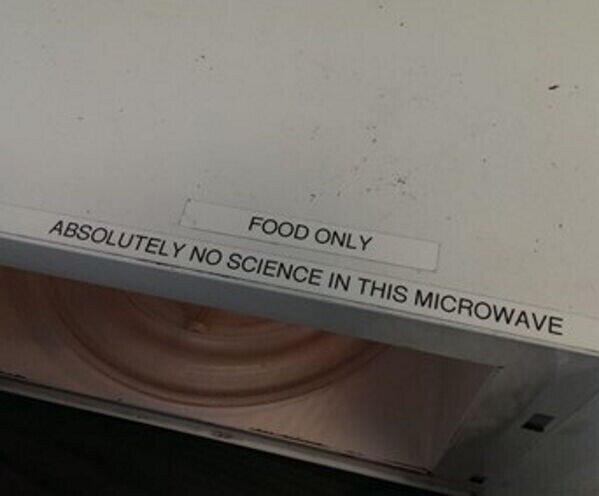 FOOD ONLY
ABSOLUTELY NO SCIENCE IN THIS MICROWAVE